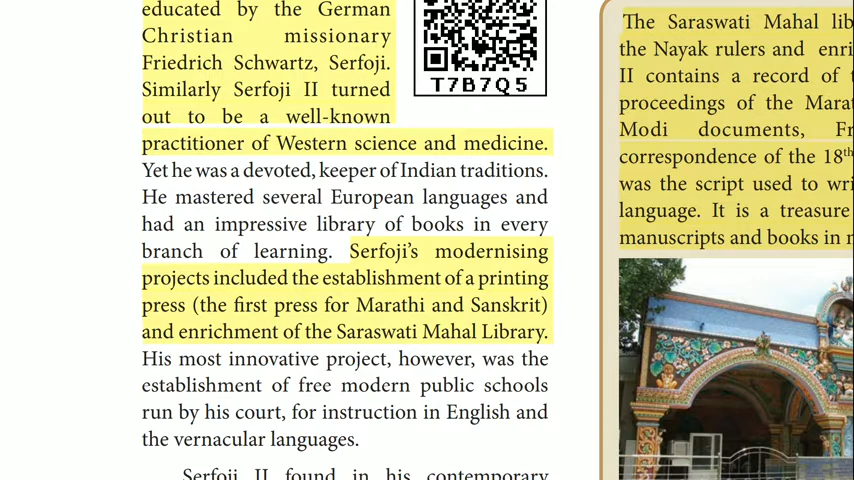 educated by the German
Christian missionary
Friedrich Schwartz, Serfoji.
Similarly Serfoji II turned
out to be a well-known
practitioner of Western science and medicine.
Yet he was a devoted, keeper of Indian traditions.
He mastered several European languages and
had an impressive library of books in every
branch of learning. Serfoji’s modernising
projects included the establishment of a printing
press (the first press for Marathi and Sanskrit)
and enrichment of the Saraswati Mahal Library.
His most innovative project, however, was the
establishment of free modern public schools
run by his court, for instruction in English and
the vernacular languages.
Serfoji II found in his contemporary
T7B7Q5
The Saraswati Mahal
the Nayak rulers and
II contains a record of
proceedings of the
Modi documents,
correspondence of the 18th
was the script used to
language. It is a treasure
manuscripts and books in